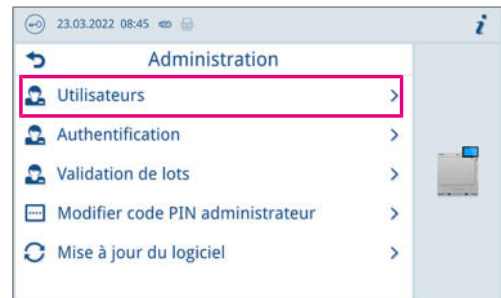 23.03.2022 08:45
Administration
Utilisateurs
Authentification
Validation de lots
Modifier code PIN administrateur
Mise à jour du logiciel